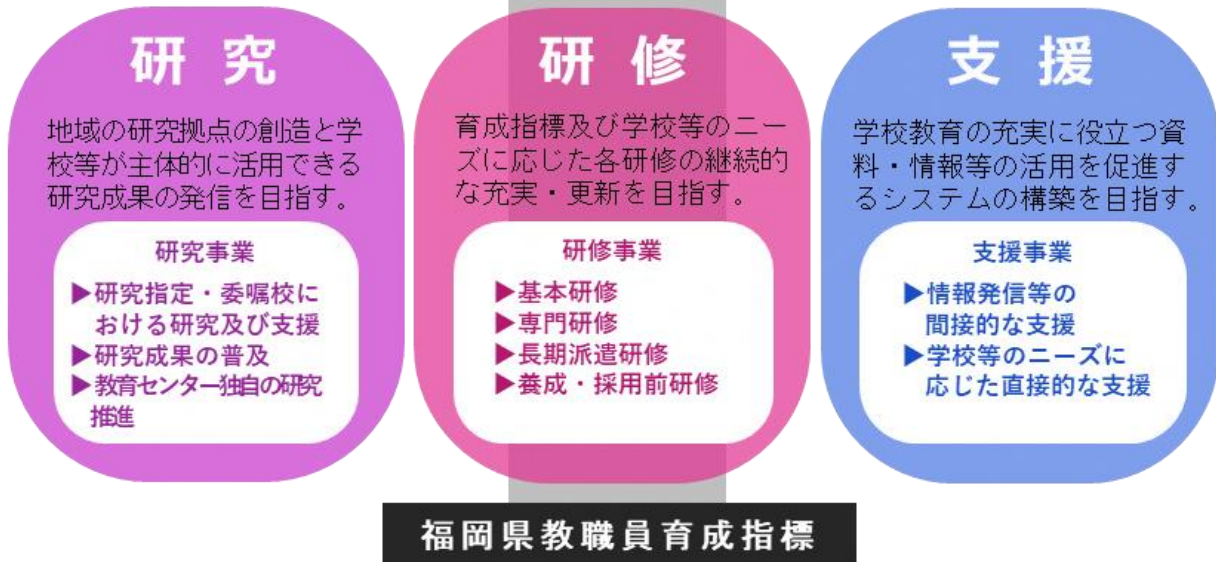 研究
地域の研究拠点の創造と学
校等が主体的に活用できる
研究成果の発信を目指す。
研究事業
▶研究指定・委嘱校に
おける研究及び支援
▶研究成果の普及
▶教育センター独自の研究
推進
研修
育成指標及び学校等のニー
ズに応じた各研修の継続的
な充実・更新を目指す。
研修事業
▶基本研修
▶専門研修
▶長期派遣研修
▶養成・採用前研修
支援
学校教育の充実に役立つ資
料・情報等の活用を促進す
るシステムの構築を目指す。
支援事業
▶情報発信等の
間接的な支援
▶学校等のニーズに
応じた直接的な支援
福岡県教職員育成指標